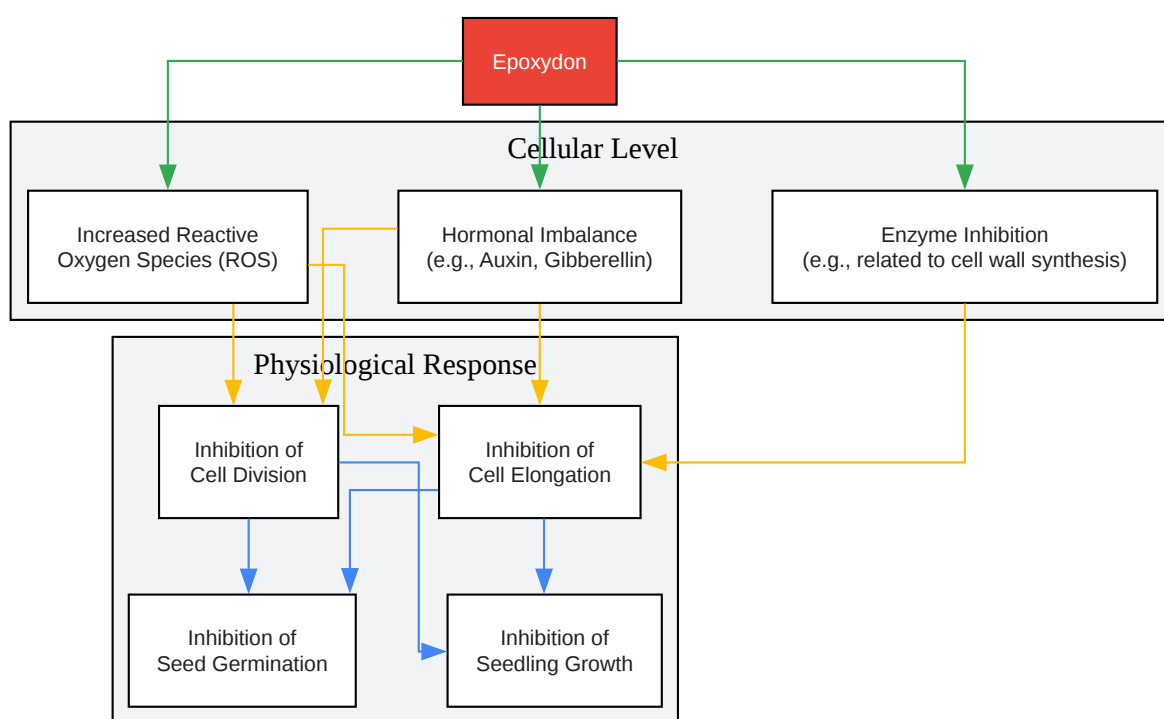 Epoxydon
Cellular Level
Increased Reactive
Oxygen Species (ROS)
Hormonal Imbalance
(e.g., Auxin, Gibberellin)
Enzyme Inhibition
(e.g., related to cell wall synthesis)
Physiological Response
Inhibition of
Cell Division
Inhibition of
Cell Elongation
Inhibition of
Seed Germination
Inhibition of
Seedling Growth